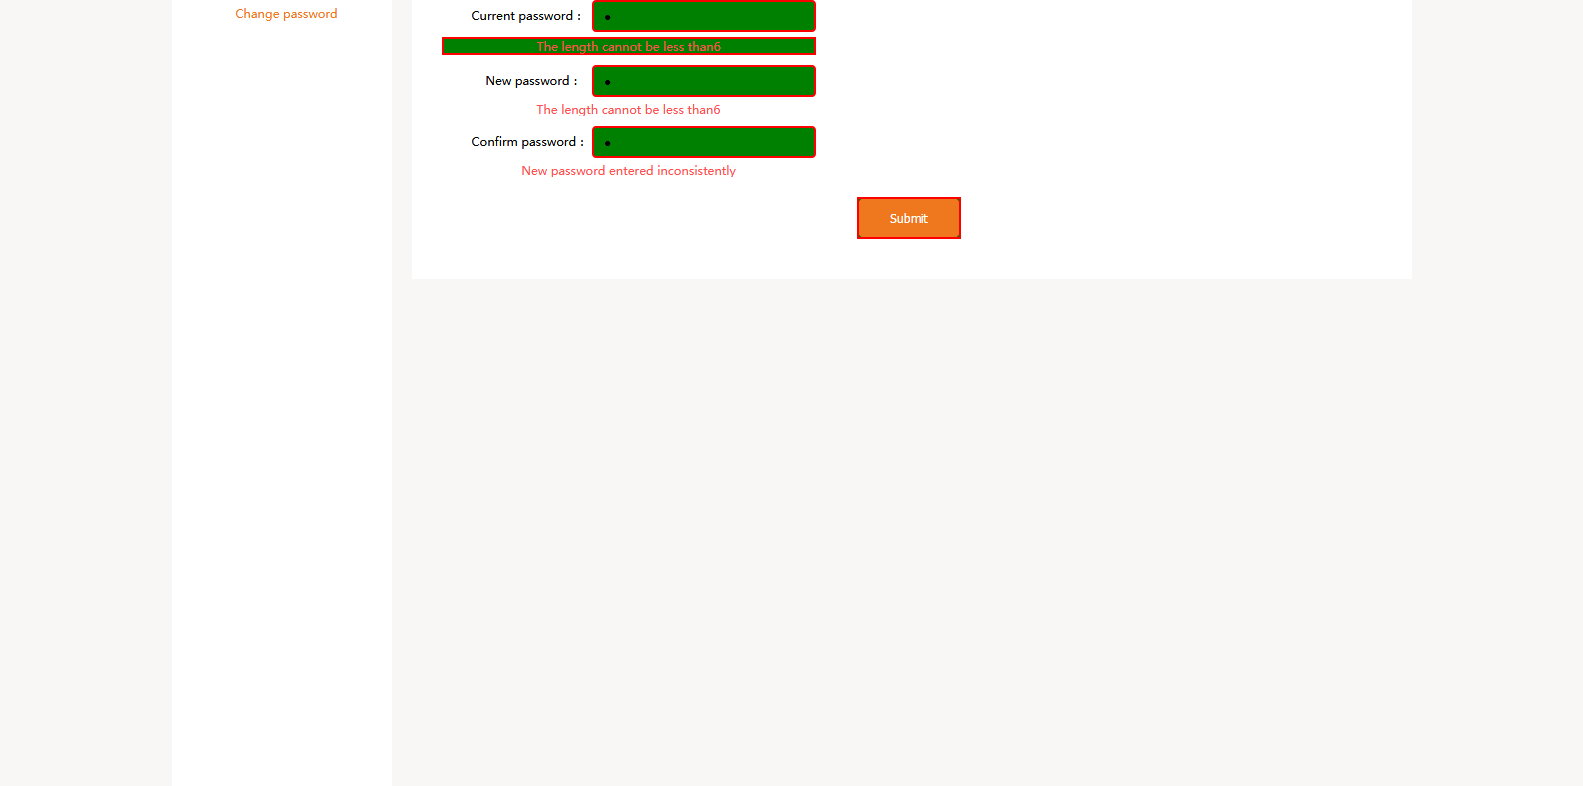 Change password
Current password :
The length cannot be less than6
New password :
The length cannot be less than6
Confirm password :
New password entered inconsistently
Submit